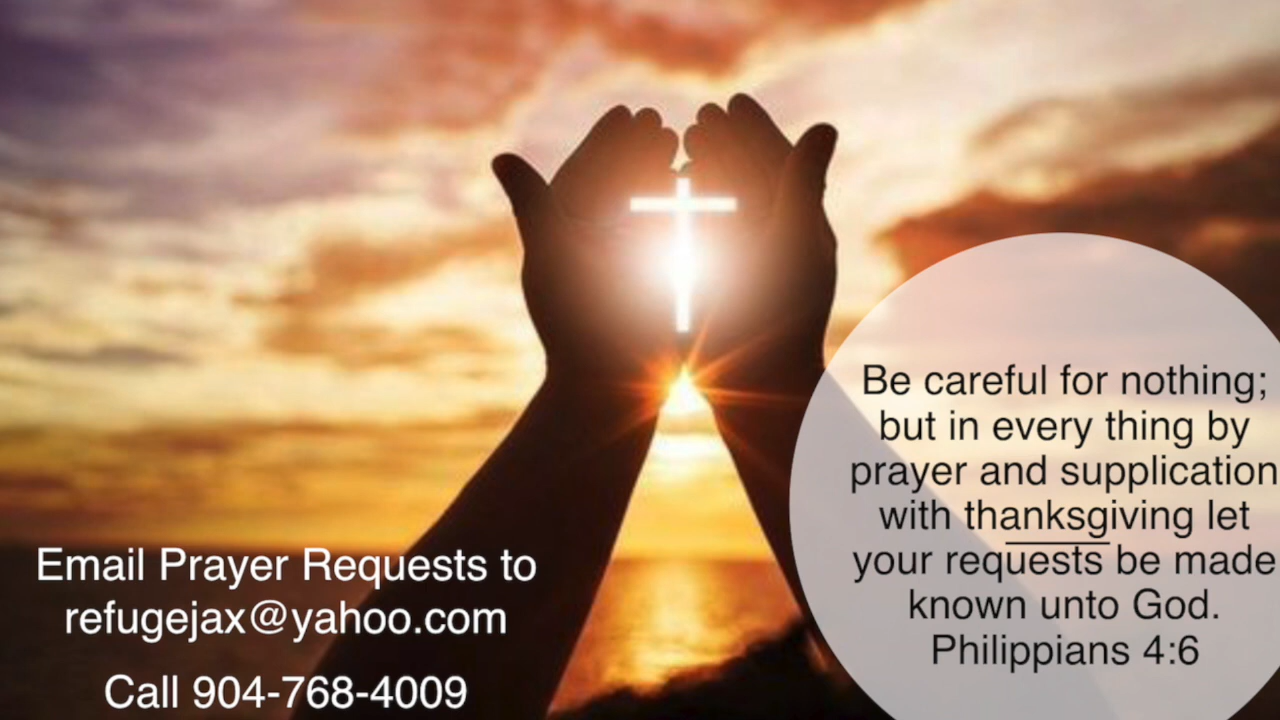 Email Prayer Requests to
refugejax@yahoo.com
Call 904-768-4009
Be careful for nothing;
but in every thing by
prayer and supplication
with thanksgiving let
your requests be made
known unto God.
Philippians 4:6